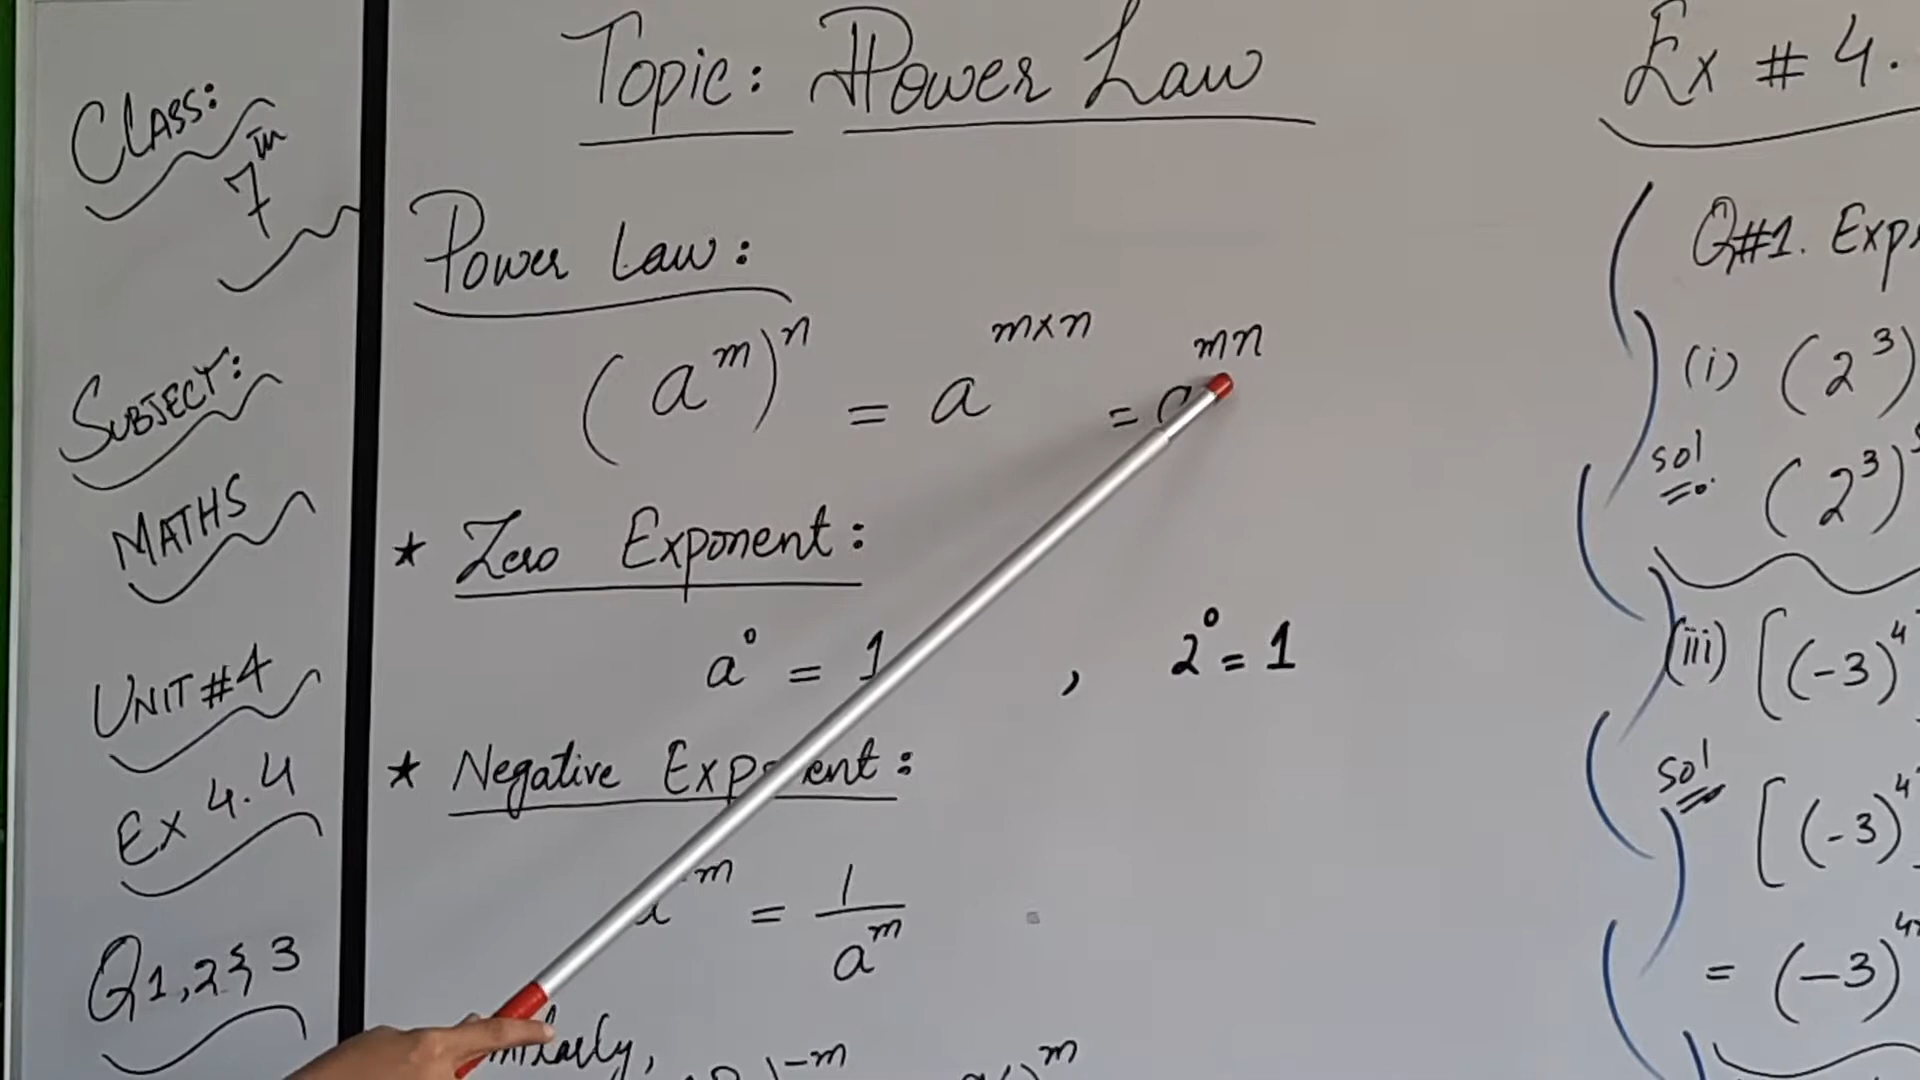 CLASS:
7th
SUBJECT:
MATHS
UNIT#4
Ex 4.4
Q1,2 & 3
Topic: Power Law
Power Law:
(a^m)^n = a^m×n = a^mn
★ Zero Exponent:
a° = 1 , 2° = 1
★ Negative Exponent:
m = 1/a^m
)^-m )^m
Ex # 4.
Q#1.
(i) (2^3)
Sol
(2^3)
(iii) [(-3)^4
Sol
[(-3)^4
= (-3)^4